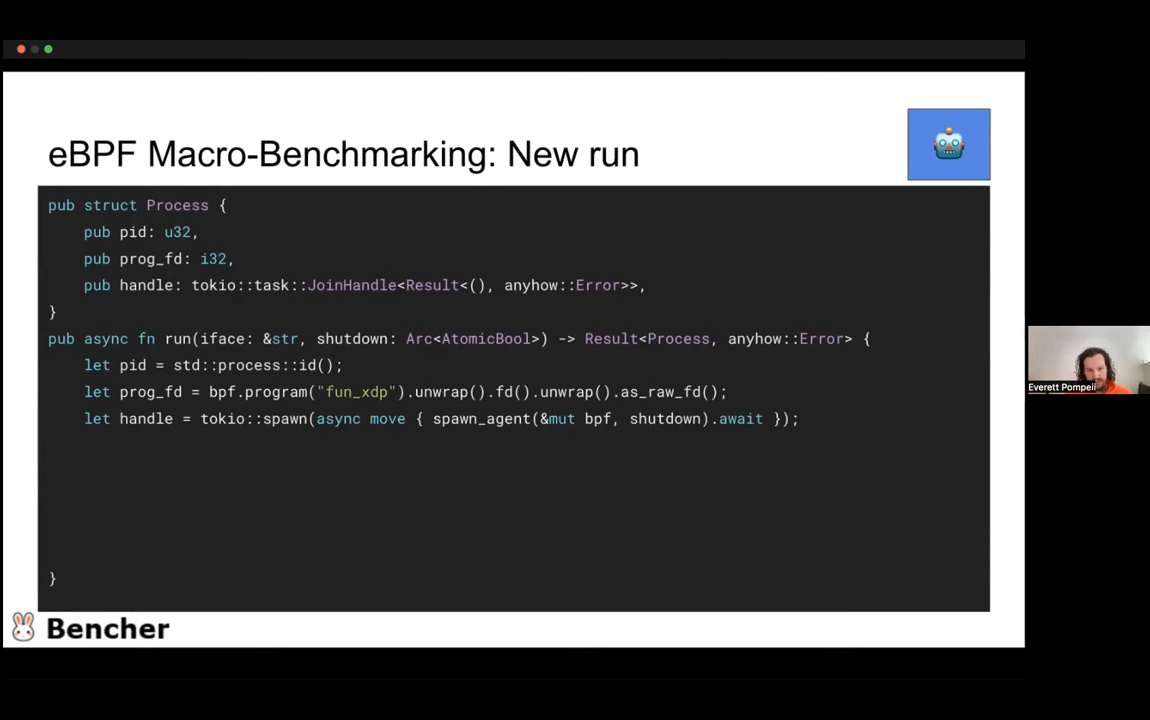 eBPF Macro-Benchmarking: New run
pub struct Process {
    pub pid: u32,
    pub prog_fd: i32,
    pub handle: tokio::task::JoinHandle<Result<(), anyhow::Error>>,
}
pub async fn run(iface: &str, shutdown: Arc<AtomicBool>) -> Result<Process, anyhow::Error> {
    let pid = std::process::id();
    let prog_fd = bpf.program("fun_xdp").unwrap().fd().unwrap().as_raw_fd();
    let handle = tokio::spawn(async move { spawn_agent(&mut bpf, shutdown).await });
}
Bencher
Everett Pompeii